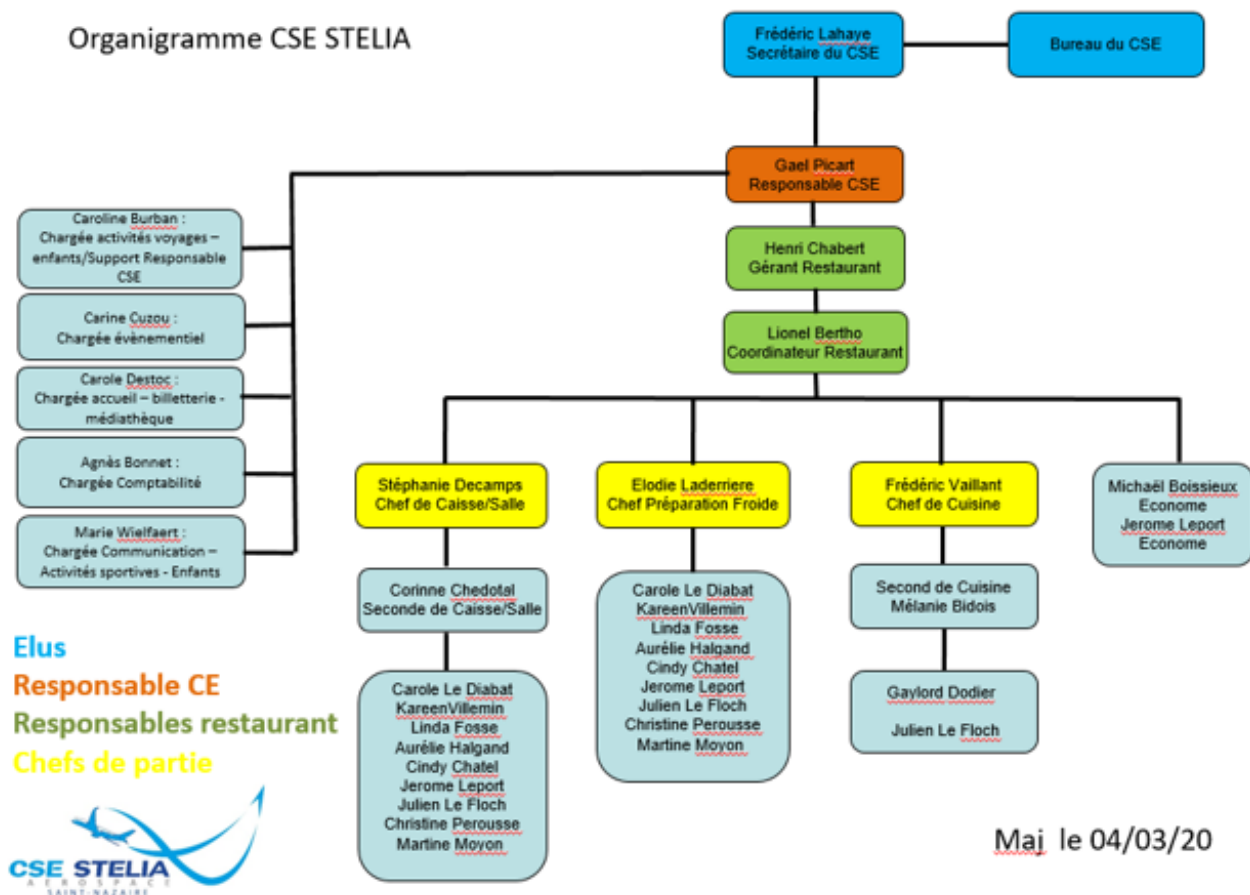 Organigramme CSE STELIA
Frédéric Lahaye
Secrétaire du CSE
Bureau du CSE
Gael Picart
Responsable CSE
Henri Chabert
Gérant Restaurant
Lionel Bertho
Coordinateur Restaurant
Caroline Burban :
Chargée activités voyages –
enfants/Support Responsable
CSE
Carine Cuzou :
Chargée évènementiel
Carole Destoc :
Chargée accueil – billetterie -
médiathèque
Agnès Bonnet :
Chargée Comptabilité
Marie Wielfaert :
Chargée Communication –
Activités sportives - Enfants
Stéphanie Decamps
Chef de Caisse/Salle
Elodie Laderriere
Chef Préparation Froide
Frédéric Vaillant
Chef de Cuisine
Michaël Boissieux
Econome
Jerome Leport
Econome
Corinne Chedotal
Seconde de Caisse/Salle
Carole Le Diabat
KareenVillemin
Linda Fosse
Aurélie Halgand
Cindy Chatel
Jerome Leport
Julien Le Floch
Christine Perousse
Martine Moyon
Carole Le Diabat
KareenVillemin
Linda Fosse
Aurélie Halgand
Cindy Chatel
Jerome Leport
Julien Le Floch
Christine Perousse
Martine Moyon
Second de Cuisine
Mélanie Bidois
Gaylord Dodier
Julien Le Floch
Elus
Responsable CE
Responsables restaurant
Chefs de partie
CSE STELIA
AEROSPACE
SAINT-NAZAIRE
Maj le 04/03/20